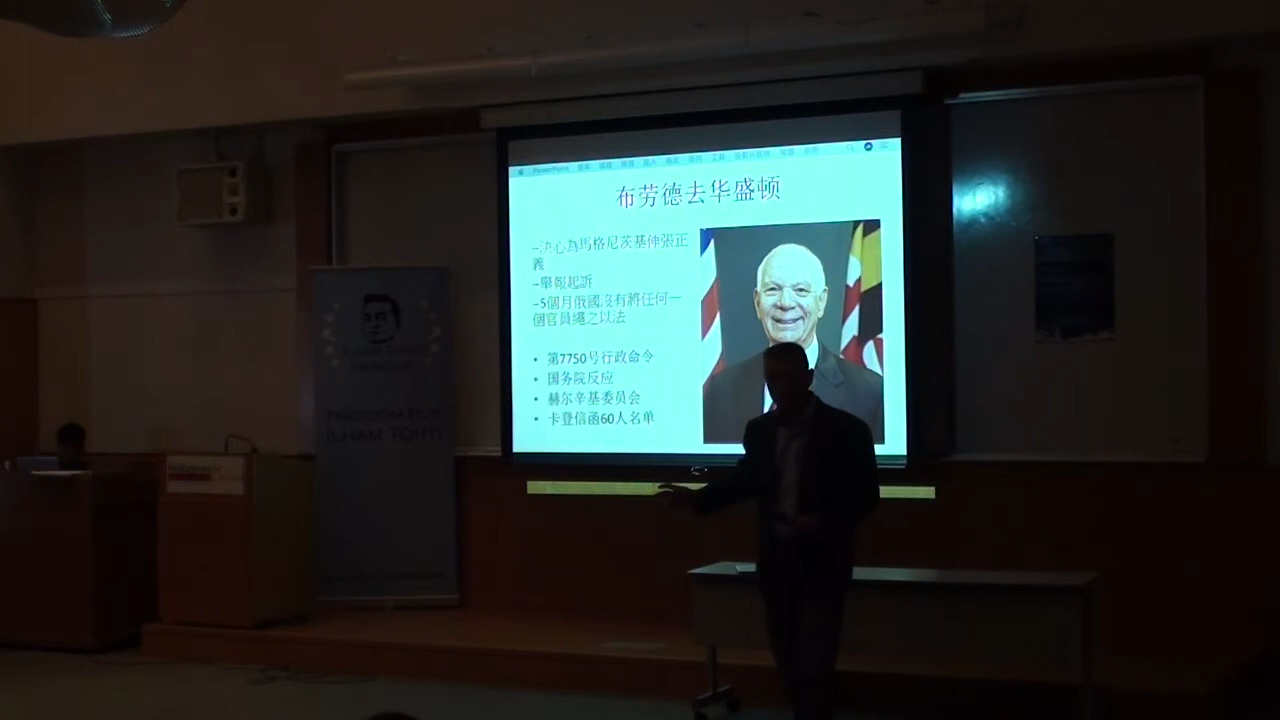 PowerPoint
布劳德去华盛顿
–決心為馬格尼茨基伸張正
義
–舉報起訴
–5個月俄國沒有將任何一
個官員繩之以法
• 第7750号行政命令
• 国务院反应
• 赫尔辛基委员会
• 卡登信函60人名单
FREEDOM FOR
ILHAM TOHTI